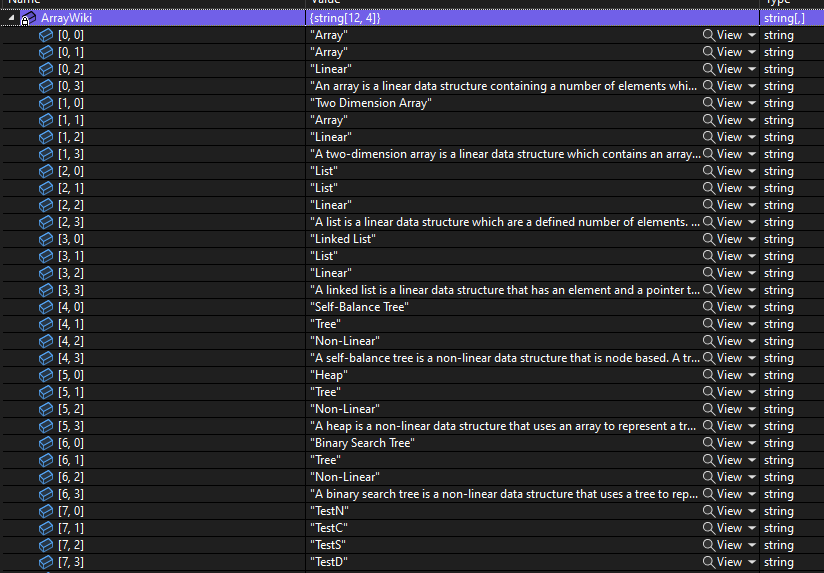 Name Value Type
ArrayWiki {string[12, 4]} string[,]
[0, 0] "Array" View string
[0, 1] "Array" View string
[0, 2] "Linear" View string
[0, 3] "An array is a linear data structure containing a number of elements whi... View string
[1, 0] "Two Dimension Array" View string
[1, 1] "Array" View string
[1, 2] "Linear" View string
[1, 3] "A two-dimension array is a linear data structure which contains an array... View string
[2, 0] "List" View string
[2, 1] "List" View string
[2, 2] "Linear" View string
[2, 3] "A list is a linear data structure which are a defined number of elements. ... View string
[3, 0] "Linked List" View string
[3, 1] "List" View string
[3, 2] "Linear" View string
[3, 3] "A linked list is a linear data structure that has an element and a pointer t... View string
[4, 0] "Self-Balance Tree" View string
[4, 1] "Tree" View string
[4, 2] "Non-Linear" View string
[4, 3] "A self-balance tree is a non-linear data structure that is node based. A tr... View string
[5, 0] "Heap" View string
[5, 1] "Tree" View string
[5, 2] "Non-Linear" View string
[5, 3] "A heap is a non-linear data structure that uses an array to represent a tr... View string
[6, 0] "Binary Search Tree" View string
[6, 1] "Tree" View string
[6, 2] "Non-Linear" View string
[6, 3] "A binary search tree is a non-linear data structure that uses a tree to rep... View string
[7, 0] "TestN" View string
[7, 1] "TestC" View string
[7, 2] "TestS" View string
[7, 3] "TestD" View string